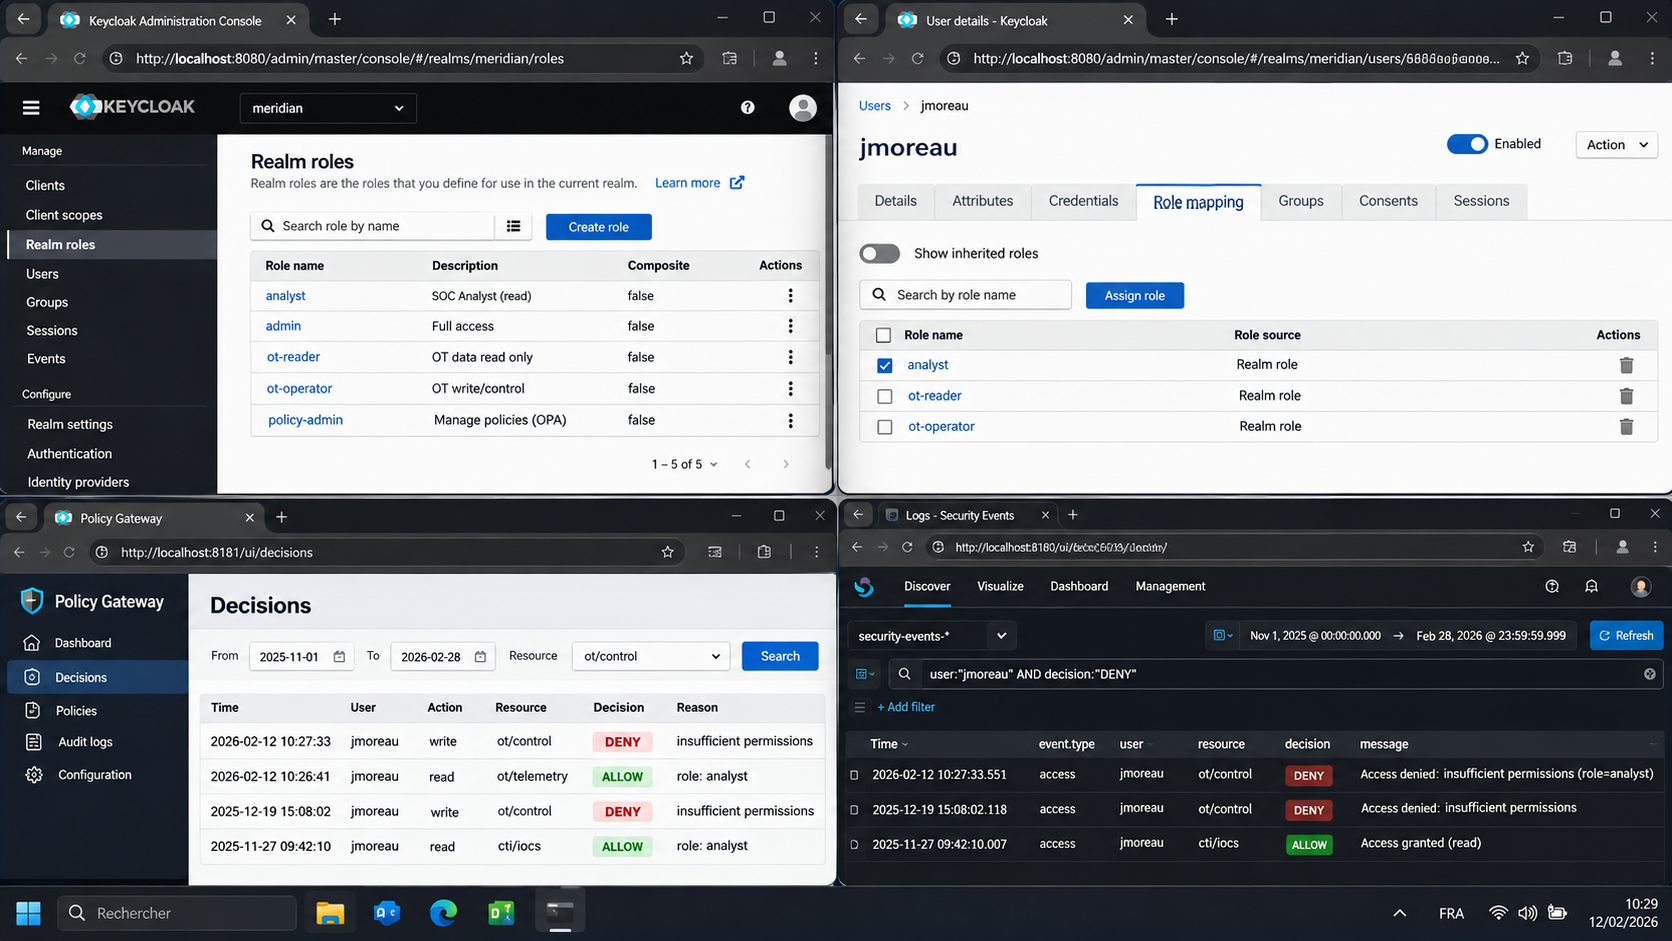 Keycloak Administration Console
http://localhost:8080/admin/master/console/#/realms/meridian/roles
KEYCLOAK
meridian
Manage
Clients
Client scopes
Realm roles
Users
Groups
Sessions
Events
Configure
Realm settings
Authentication
Identity providers
Realm roles
Realm roles are the roles that you define for use in the current realm. Learn more
Search role by name
Create role
Role name Description Composite Actions
analyst SOC Analyst (read) false
admin Full access false
ot-reader OT data read only false
ot-operator OT write/control false
policy-admin Manage policies (OPA) false
1 – 5 of 5
User details - Keycloak
http://localhost:8080/admin/master/console/#/realms/meridian/users/
Users > jmoreau
jmoreau
Enabled
Action
Details Attributes Credentials Role mapping Groups Consents Sessions
Show inherited roles
Search by role name
Assign role
Role name Role source Actions
analyst Realm role
ot-reader Realm role
ot-operator Realm role
Policy Gateway
http://localhost:8181/ui/decisions
Policy Gateway
Dashboard
Decisions
Policies
Audit logs
Configuration
Decisions
From 2025-11-01 To 2026-02-28 Resource ot/control Search
Time User Action Resource Decision Reason
2026-02-12 10:27:33 jmoreau write ot/control DENY insufficient permissions
2026-02-12 10:26:41 jmoreau read ot/telemetry ALLOW role: analyst
2025-12-19 15:08:02 jmoreau write ot/control DENY insufficient permissions
2025-11-27 09:42:10 jmoreau read cti/iocs ALLOW role: analyst
Logs - Security Events
Discover Visualize Dashboard Management
security-events-*
Nov 1, 2025 @ 00:00:00.000 → Feb 28, 2026 @ 23:59:59.999
Refresh
user:"jmoreau" AND decision:"DENY"
+ Add filter
Time event.type user resource decision message
2026-02-12 10:27:33.551 access jmoreau ot/control DENY Access denied: insufficient permissions (role=analyst)
2025-12-19 15:08:02.118 access jmoreau ot/control DENY Access denied: insufficient permissions
2025-11-27 09:42:10.007 access jmoreau cti/iocs ALLOW Access granted (read)
Rechercher
FRA
10:29
12/02/2026